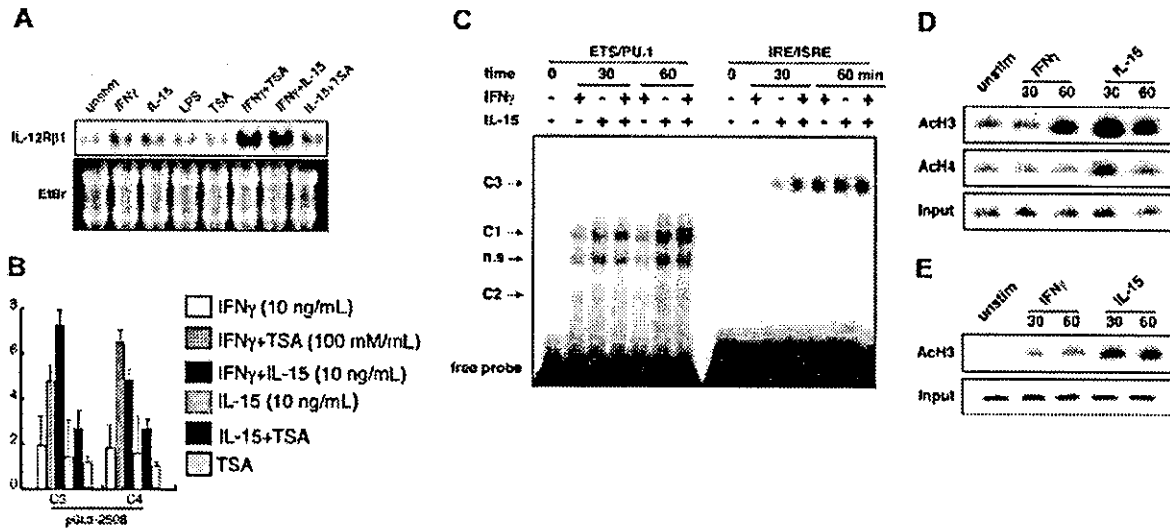 A
unstim
IFNγ
IL-15
LPS
TSA
IFNγ+TSA
IFNγ+IL-15
IL-15+TSA
IL-12Rβ1
EtBr
B
8
6
4
2
0
C3
C4
IFNγ (10 ng/mL)
IFNγ+TSA (100 mM/mL)
IFNγ+IL-15 (10 ng/mL)
IL-15 (10 ng/mL)
IL-15+TSA
TSA
C
ETS/PU.1 IRE/ISRE
time 0 30 60 0 30 60 min
IFNγ - + - + + - + - + - + + - +
IL-15 - - + + - + + - - + + - + +
C3
C1
n.s
C2
free probe
D
unstim
IFNγ
IL-15
30 60 30 60
AcH3
AcH4
Input
E
unstim
IFNγ
IL-15
30 60 30 60
AcH3
Input